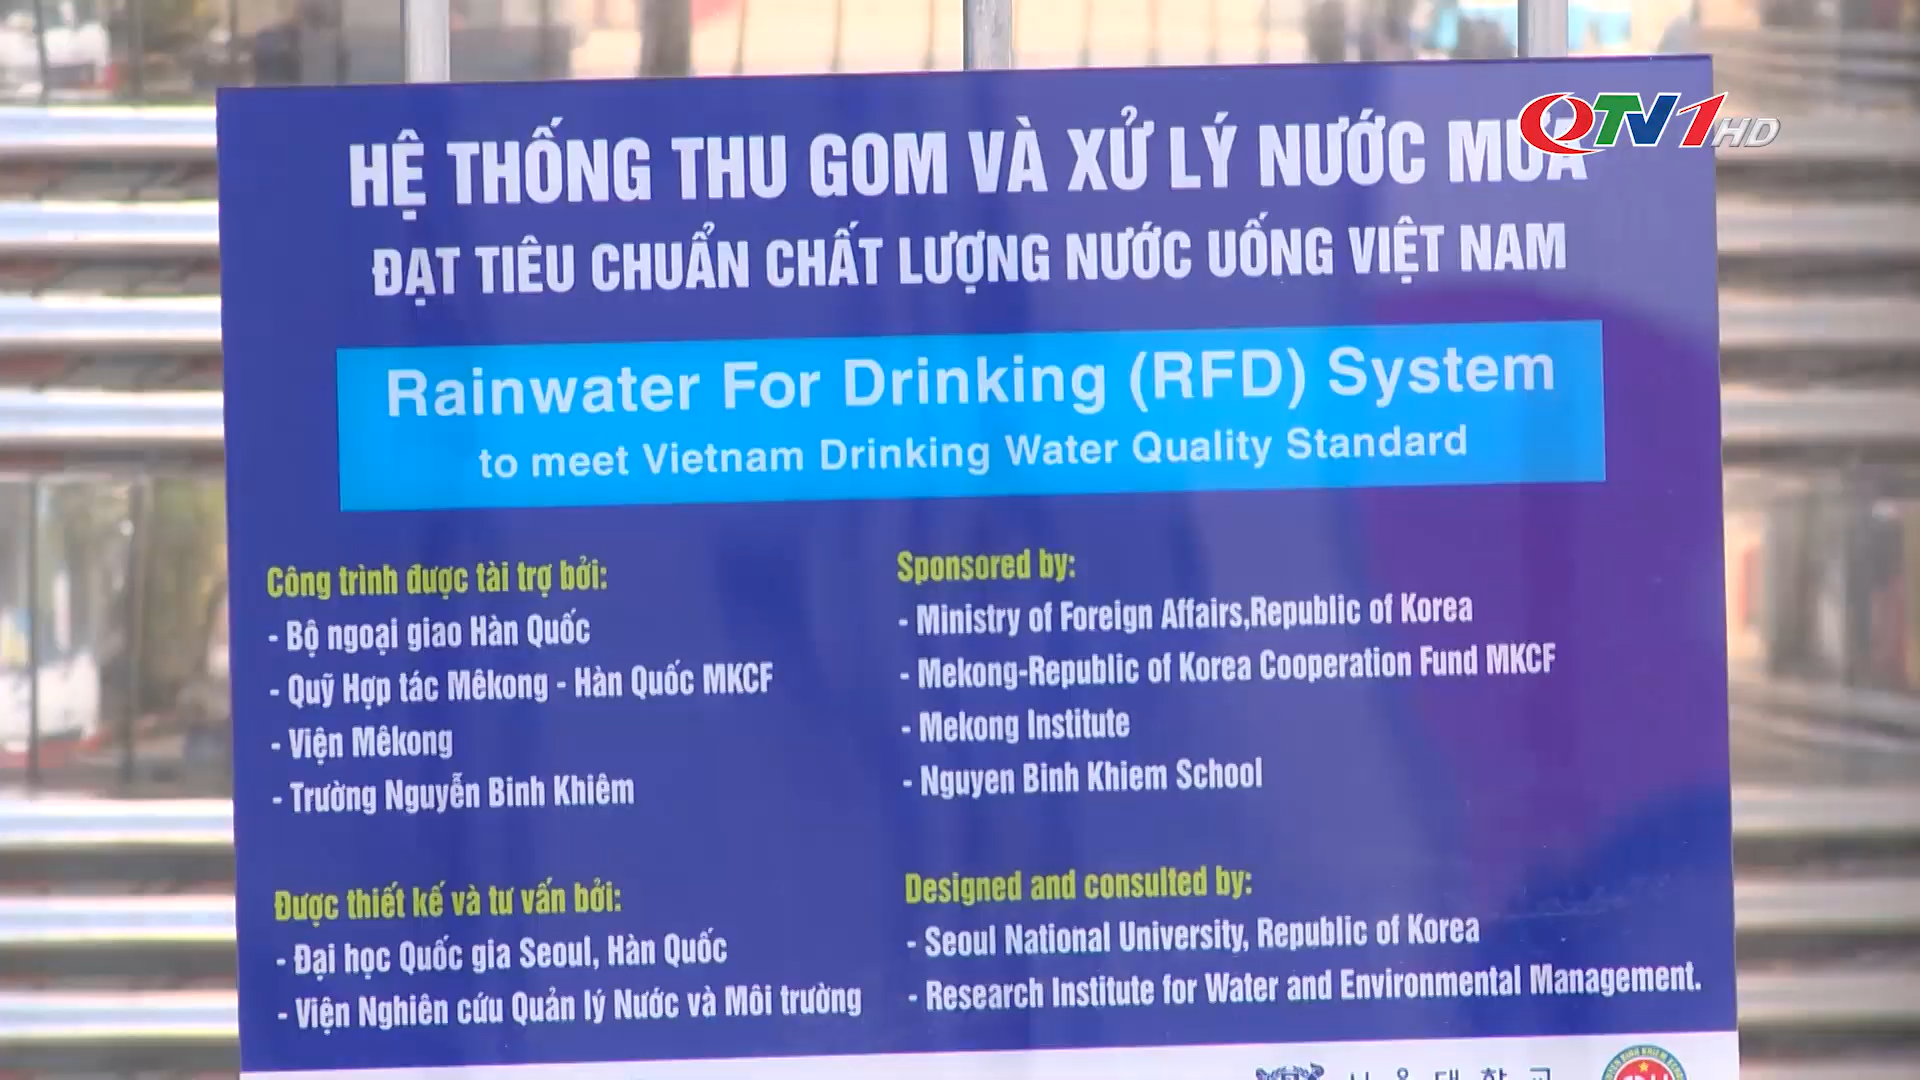 QTV1HD
HỆ THỐNG THU GOM VÀ XỬ LÝ NƯỚC MƯA
ĐẠT TIÊU CHUẨN CHẤT LƯỢNG NƯỚC UỐNG VIỆT NAM
Rainwater For Drinking (RFD) System
to meet Vietnam Drinking Water Quality Standard
Công trình được tài trợ bởi:
- Bộ ngoại giao Hàn Quốc
- Quỹ Hợp tác Mêkong - Hàn Quốc MKCF
- Viện Mêkong
- Trường Nguyễn Binh Khiêm
Sponsored by:
- Ministry of Foreign Affairs,Republic of Korea
- Mekong-Republic of Korea Cooperation Fund MKCF
- Mekong Institute
- Nguyen Binh Khiem School
Được thiết kế và tư vấn bởi:
- Đại học Quốc gia Seoul, Hàn Quốc
- Viện Nghiên cứu Quản lý Nước và Môi trường
Designed and consulted by:
- Seoul National University, Republic of Korea
- Research Institute for Water and Environmental Management.